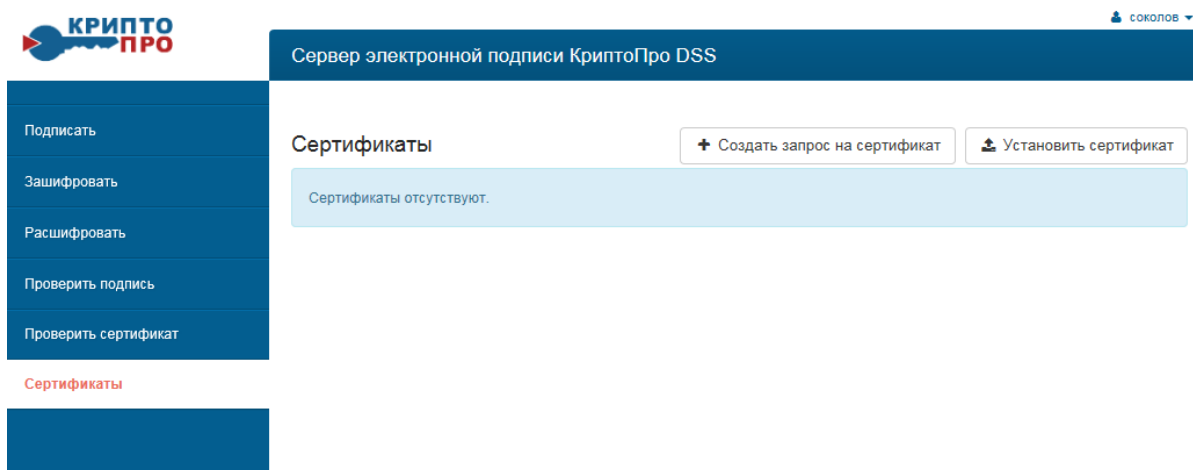 КРИПТО
ПРО
соколов
Сервер электронной подписи КриптоПро DSS
Подписать
Зашифровать
Расшифровать
Проверить подпись
Проверить сертификат
Сертификаты
Сертификаты
Создать запрос на сертификат
Установить сертификат
Сертификаты отсутствуют.